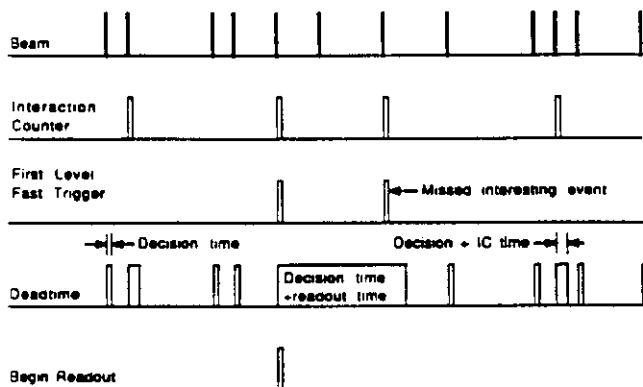 Beam
Interaction
Counter
First Level
Fast Trigger
Missed interesting event
Decision time
Decision + IC time
Deadtime
Decision time
+readout time
Begin Readout